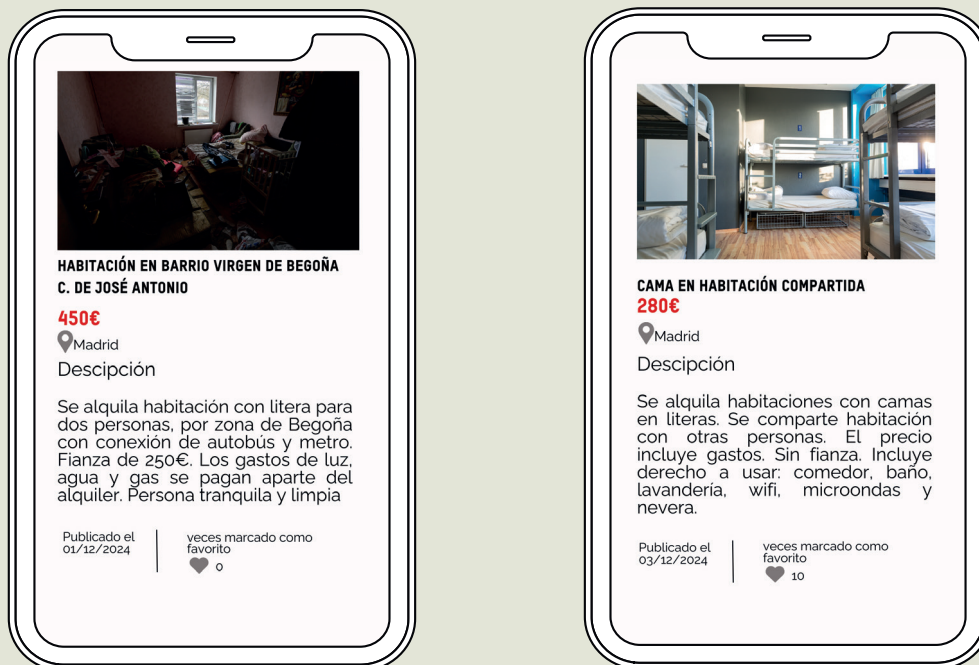 HABITACIÓN EN BARRIO VIRGEN DE BEGOÑA
C. DE JOSÉ ANTONIO
450€
Madrid
Descipción
Se alquila habitación con litera para
dos personas, por zona de Begoña
con conexión de autobús y metro.
Fianza de 250€. Los gastos de luz,
agua y gas se pagan aparte del
alquiler. Persona tranquila y limpia
Publicado el
01/12/2024
veces marcado como
favorito
0
CAMA EN HABITACIÓN COMPARTIDA
280€
Madrid
Descipción
Se alquila habitaciones con camas
en literas. Se comparte habitación
con otras personas. El precio
incluye gastos. Sin fianza. Incluye
derecho a usar: comedor, baño,
lavandería, wifi, microondas y
nevera.
Publicado el
03/12/2024
veces marcado como
favorito
10